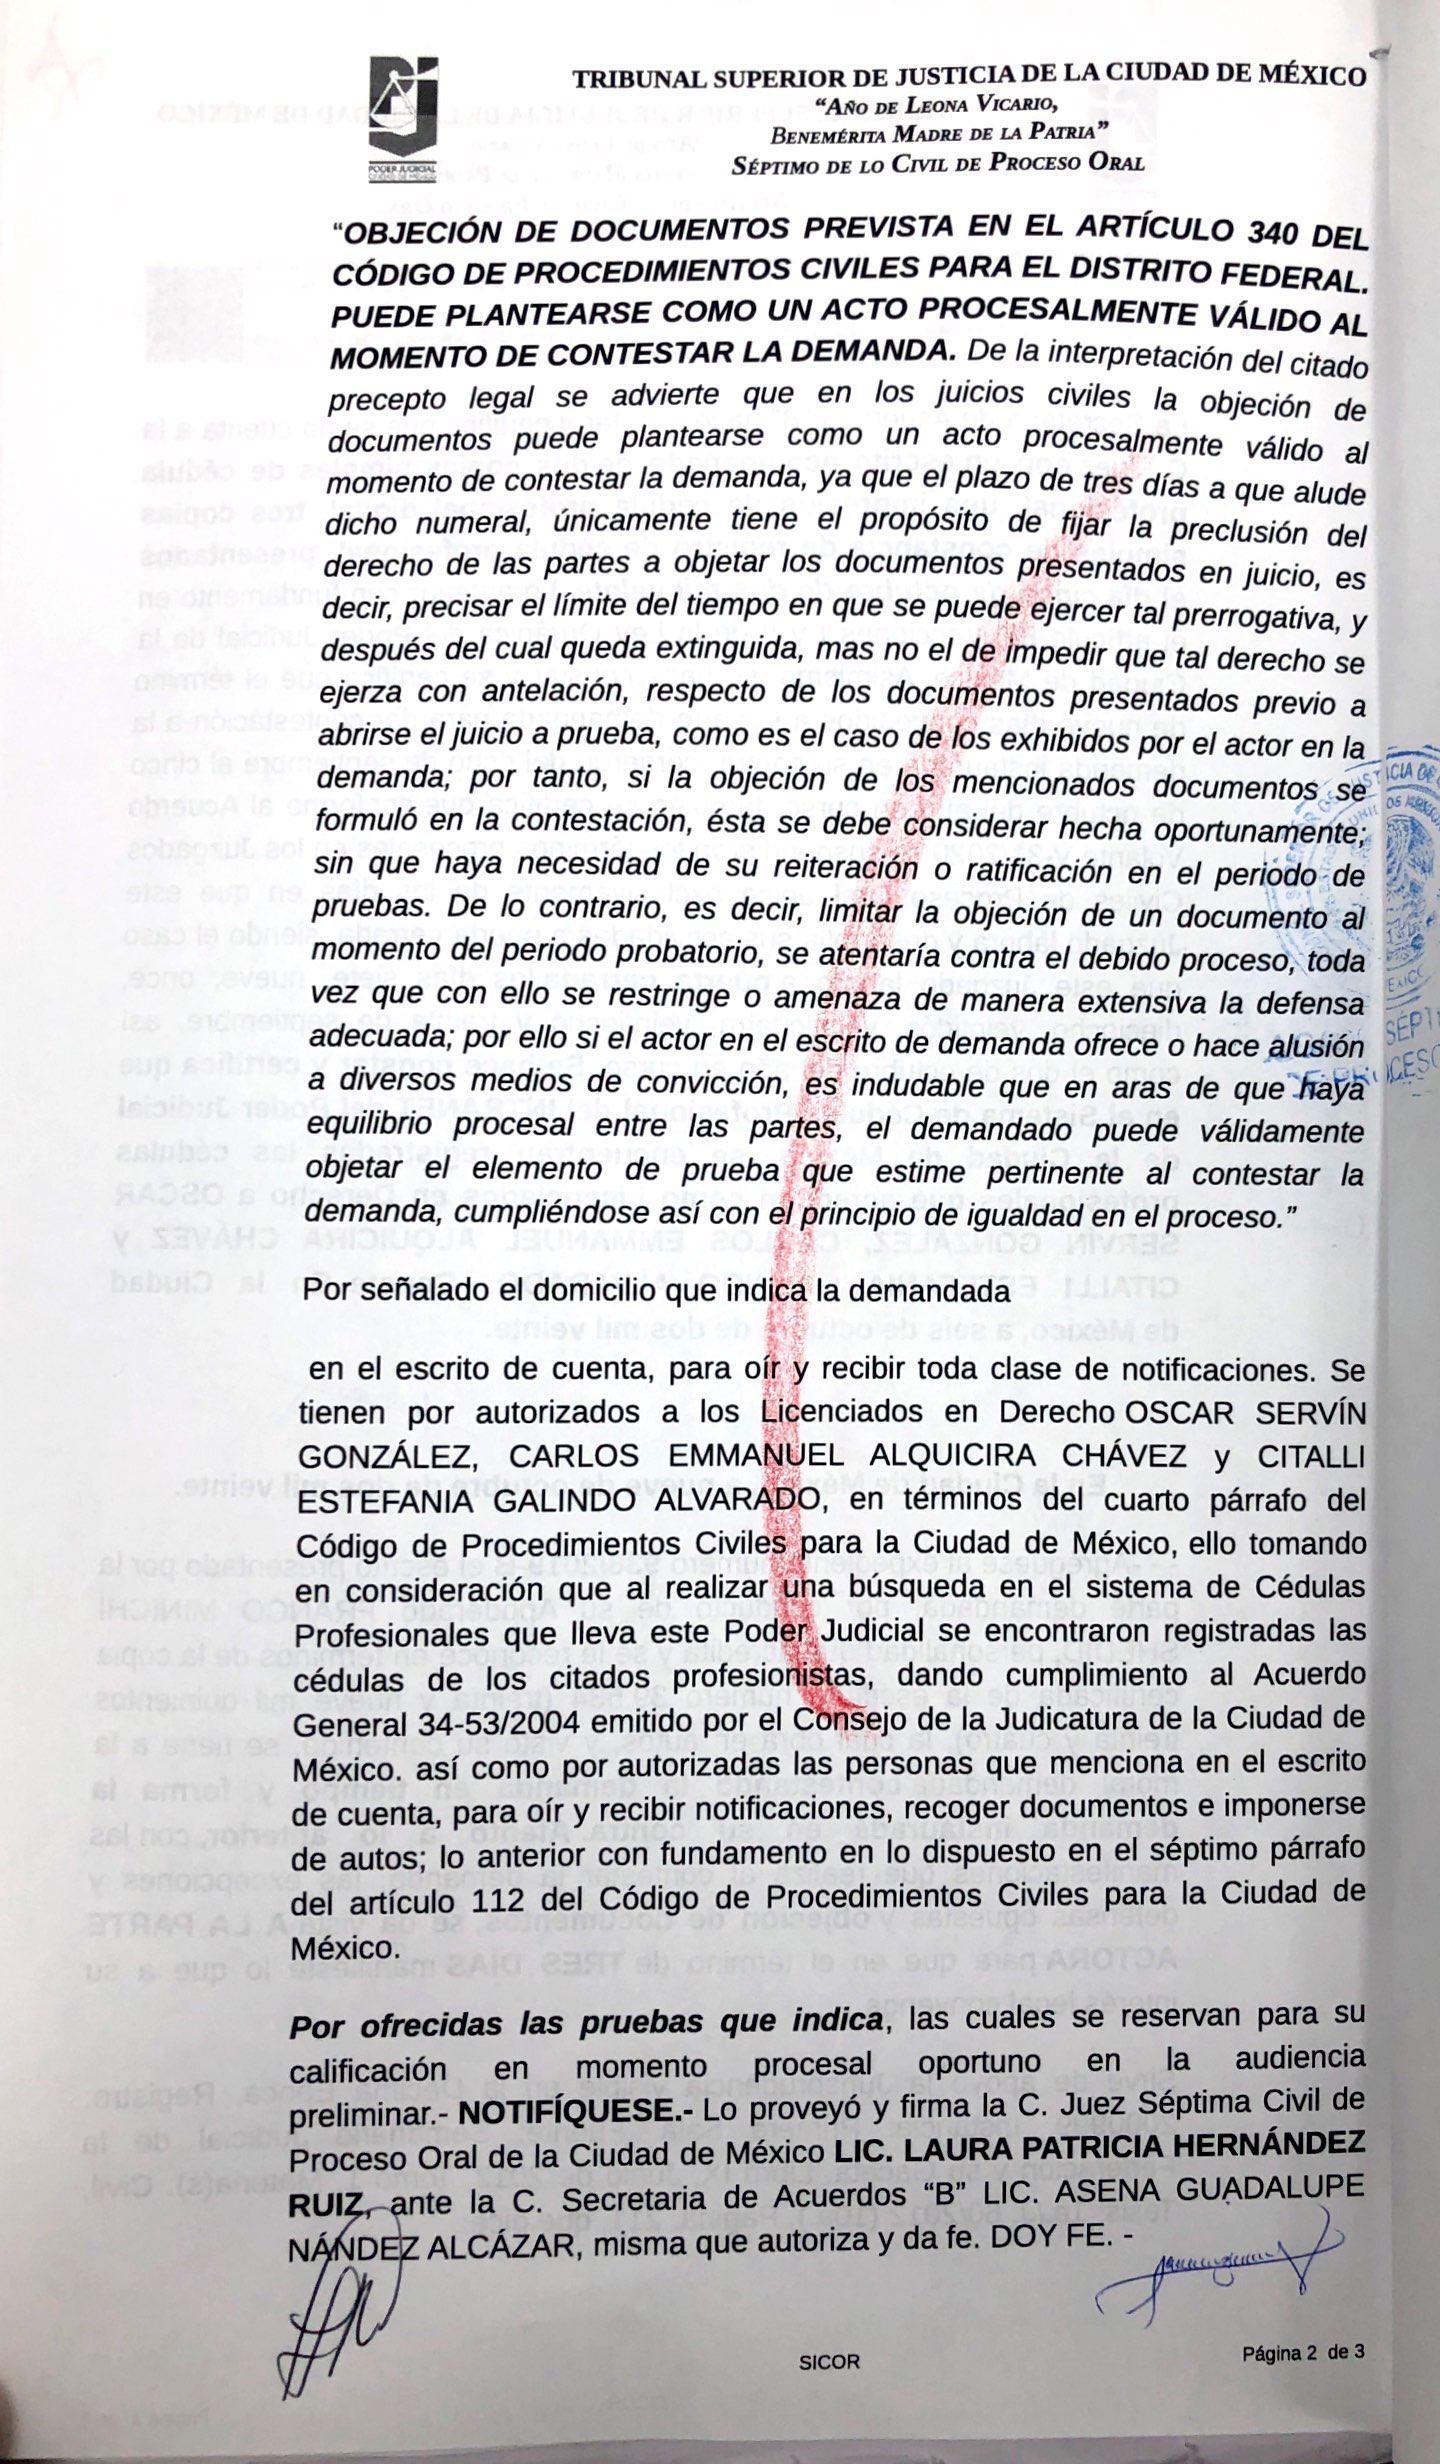 TRIBUNAL SUPERIOR DE JUSTICIA DE LA CIUDAD DE MÉXICO
“AÑO DE LEONA VICARIO,
BENEMÉRITA MADRE DE LA PATRIA”
SÉPTIMO DE LO CIVIL DE PROCESO ORAL
PODER JUDICIAL
CIUDAD DE MÉXICO
“OBJECIÓN DE DOCUMENTOS PREVISTA EN EL ARTÍCULO 340 DEL
CÓDIGO DE PROCEDIMIENTOS CIVILES PARA EL DISTRITO FEDERAL.
PUEDE PLANTEARSE COMO UN ACTO PROCESALMENTE VÁLIDO AL
MOMENTO DE CONTESTAR LA DEMANDA. De la interpretación del citado
precepto legal se advierte que en los juicios civiles la objeción de
documentos puede plantearse como un acto procesalmente válido al
momento de contestar la demanda, ya que el plazo de tres días a que alude
dicho numeral, únicamente tiene el propósito de fijar la preclusión del
derecho de las partes a objetar los documentos presentados en juicio, es
decir, precisar el límite del tiempo en que se puede ejercer tal prerrogativa, y
después del cual queda extinguida, mas no el de impedir que tal derecho se
ejerza con antelación, respecto de los documentos presentados previo a
abrirse el juicio a prueba, como es el caso de los exhibidos por el actor en la
demanda; por tanto, si la objeción de los mencionados documentos se
formuló en la contestación, ésta se debe considerar hecha oportunamente;
sin que haya necesidad de su reiteración o ratificación en el periodo de
pruebas. De lo contrario, es decir, limitar la objeción de un documento al
momento del periodo probatorio, se atentaría contra el debido proceso, toda
vez que con ello se restringe o amenaza de manera extensiva la defensa
adecuada; por ello si el actor en el escrito de demanda ofrece o hace alusión
a diversos medios de convicción, es indudable que en aras de que haya
equilibrio procesal entre las partes, el demandado puede válidamente
objetar el elemento de prueba que estime pertinente al contestar la
demanda, cumpliéndose así con el principio de igualdad en el proceso.”
Por señalado el domicilio que indica la demandada
en el escrito de cuenta, para oír y recibir toda clase de notificaciones. Se
tienen por autorizados a los Licenciados en Derecho OSCAR SERVÍN
GONZÁLEZ, CARLOS EMMANUEL ALQUICIRA CHÁVEZ y CITALLI
ESTEFANIA GALINDO ALVARADO, en términos del cuarto párrafo del
Código de Procedimientos Civiles para la Ciudad de México, ello tomando
en consideración que al realizar una búsqueda en el sistema de Cédulas
Profesionales que lleva este Poder Judicial se encontraron registradas las
cédulas de los citados profesionistas, dando cumplimiento al Acuerdo
General 34-53/2004 emitido por el Consejo de la Judicatura de la Ciudad de
México. así como por autorizadas las personas que menciona en el escrito
de cuenta, para oír y recibir notificaciones, recoger documentos e imponerse
de autos; lo anterior con fundamento en lo dispuesto en el séptimo párrafo
del artículo 112 del Código de Procedimientos Civiles para la Ciudad de
México.
Por ofrecidas las pruebas que indica, las cuales se reservan para su
calificación en momento procesal oportuno en la audiencia
preliminar.- NOTIFÍQUESE.- Lo proveyó y firma la C. Juez Séptima Civil de
Proceso Oral de la Ciudad de México LIC. LAURA PATRICIA HERNÁNDEZ
RUIZ, ante la C. Secretaria de Acuerdos “B” LIC. ASENA GUADALUPE
NÁNDEZ ALCÁZAR, misma que autoriza y da fe. DOY FE. -
SICOR
Página 2 de 3